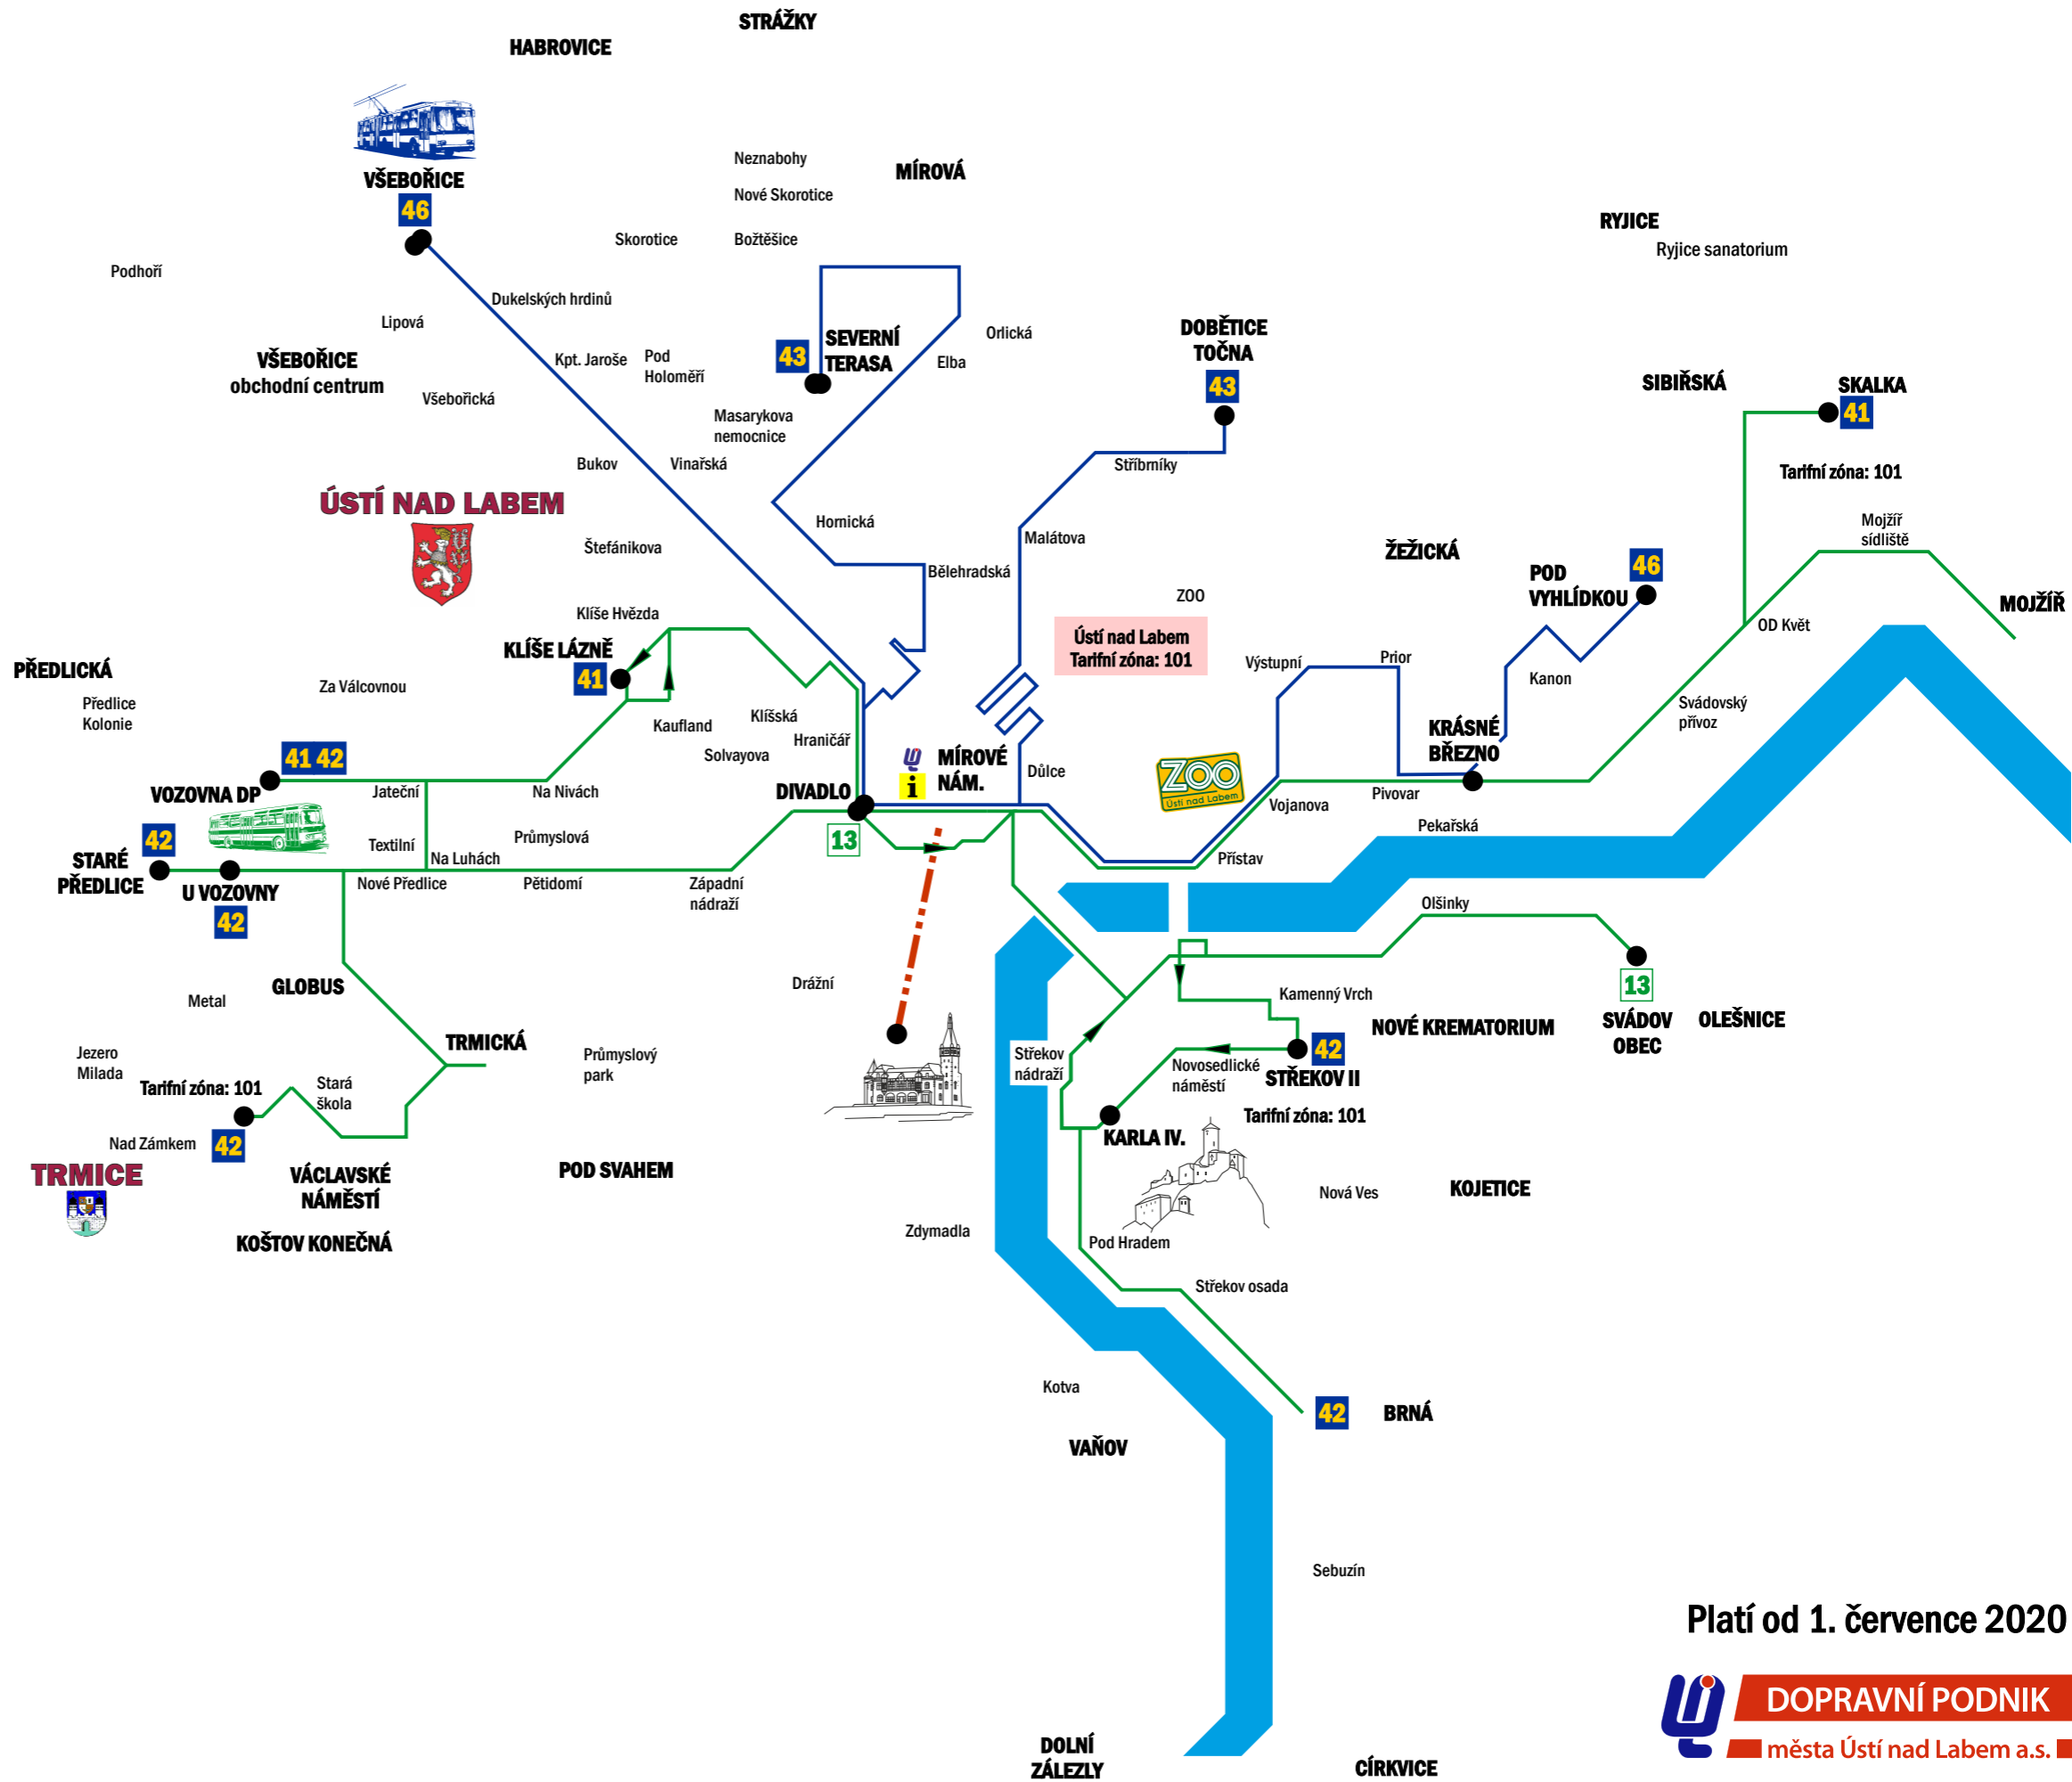 STRÁŽKY
HABROVICE
VŠEBOŘICE
46
Neznabohy
MÍROVÁ
Nové Skorotice
Skorotice
Božtěšice
RYJICE
Ryjice sanatorium
Podhoří
Dukelských hrdinů
Lipová
SEVERNÍ
TERASA
43
Orlická
Elba
DOBĚTICE
TOČNA
43
VŠEBOŘICE
obchodní centrum
Kpt. Jaroše
Pod
Holoměří
Všebořická
Masarykova
nemocnice
SIBIŘSKÁ
SKALKA
41
Tarifní zóna: 101
Bukov
Vinařská
Stříbrníky
ÚSTÍ NAD LABEM
Hornická
Malátova
Mojžíř
sídliště
Štefánikova
Bělehradská
ŽEŽICKÁ
POD
VYHLÍDKOU
46
ZOO
MOJŽÍŘ
Klíše Hvězda
KLÍŠE LÁZNĚ
41
Ústí nad Labem
Tarifní zóna: 101
OD Květ
PŘEDLICKÁ
Předlice
Kolonie
Za Válcovnou
Výstupní
Prior
Kanon
Svádovský
přívoz
Kaufland
Klíšská
Solvayova
Hraničář
KRÁSNÉ
BŘEZNO
41 42
VOZOVNA DP
Jateční
Na Nivách
DIVADLO
13
i
MÍROVÉ
NÁM.
Důlce
ZOO
Ústí nad Labem
Vojanova
Pivovar
Pekařská
42
STARÉ
PŘEDLICE
Textilní
Průmyslová
Na Luhách
U VOZOVNY
42
Nové Předlice
Pětidomí
Západní
nádraží
Přístav
Olšinky
GLOBUS
Metal
Drážní
Kamenný Vrch
NOVÉ KREMATORIUM
13
SVÁDOV
OBEC
OLEŠNICE
TRMICKÁ
Jezero
Milada
Průmyslový
park
Střekov
nádraží
Novosedlické
náměstí
42
STŘEKOV II
Tarifní zóna: 101
Tarifní zóna: 101
Stará
škola
Nad Zámkem
42
KARLA IV.
TRMICE
VÁCLAVSKÉ
NÁMĚSTÍ
POD SVAHEM
Nová Ves
KOJETICE
KOŠTOV KONEČNÁ
Zdymadla
Pod Hradem
Střekov osada
Kotva
42
BRNÁ
VAŇOV
Sebuzín
Platí od 1. července 2020
DOPRAVNÍ PODNIK
města Ústí nad Labem a.s.
DOLNÍ
ZÁLEZLY
CÍRKVICE